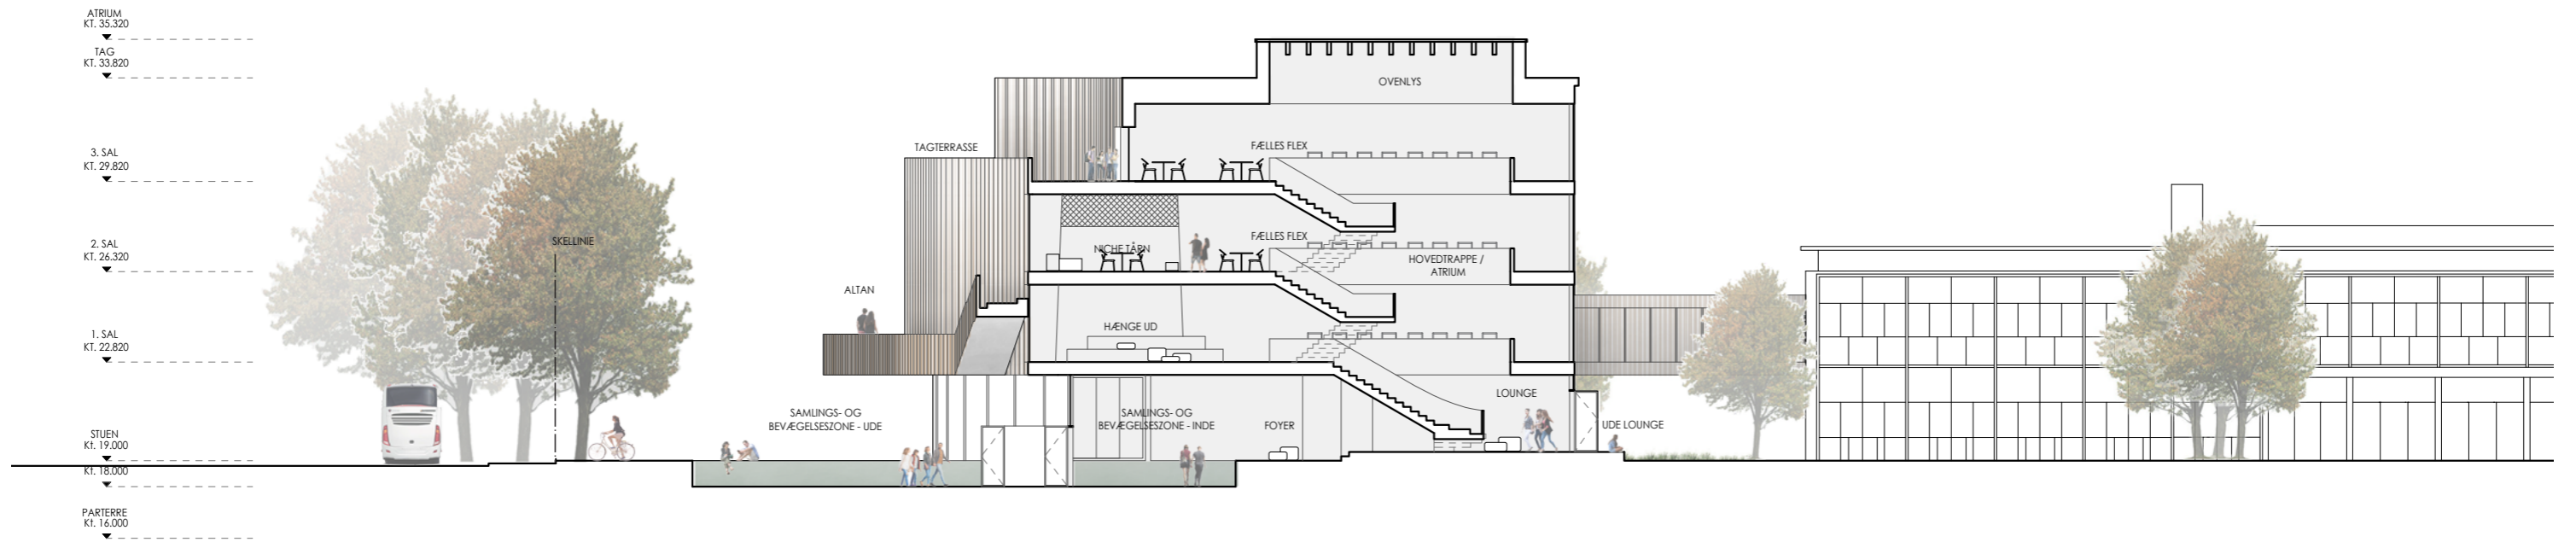 ATRIUM
KT. 35.320
TAG
KT. 33.820
3. SAL
KT. 29.820
2. SAL
KT. 26.320
1. SAL
KT. 22.820
STUEN
Kt. 19.000
Kt. 18.000
PARTERRE
Kt. 16.000
SKELLINIE
TAGTERRASSE
ALTAN
SAMLINGS- OG
BEVÆGELSESZONE - UDE
OVENLYS
FÆLLES FLEX
NICHE TÅRN
FÆLLES FLEX
HOVEDTRAPPE /
ATRIUM
HÆNGE UD
SAMLINGS- OG
BEVÆGELSESZONE - INDE
FOYER
LOUNGE
UDE LOUNGE